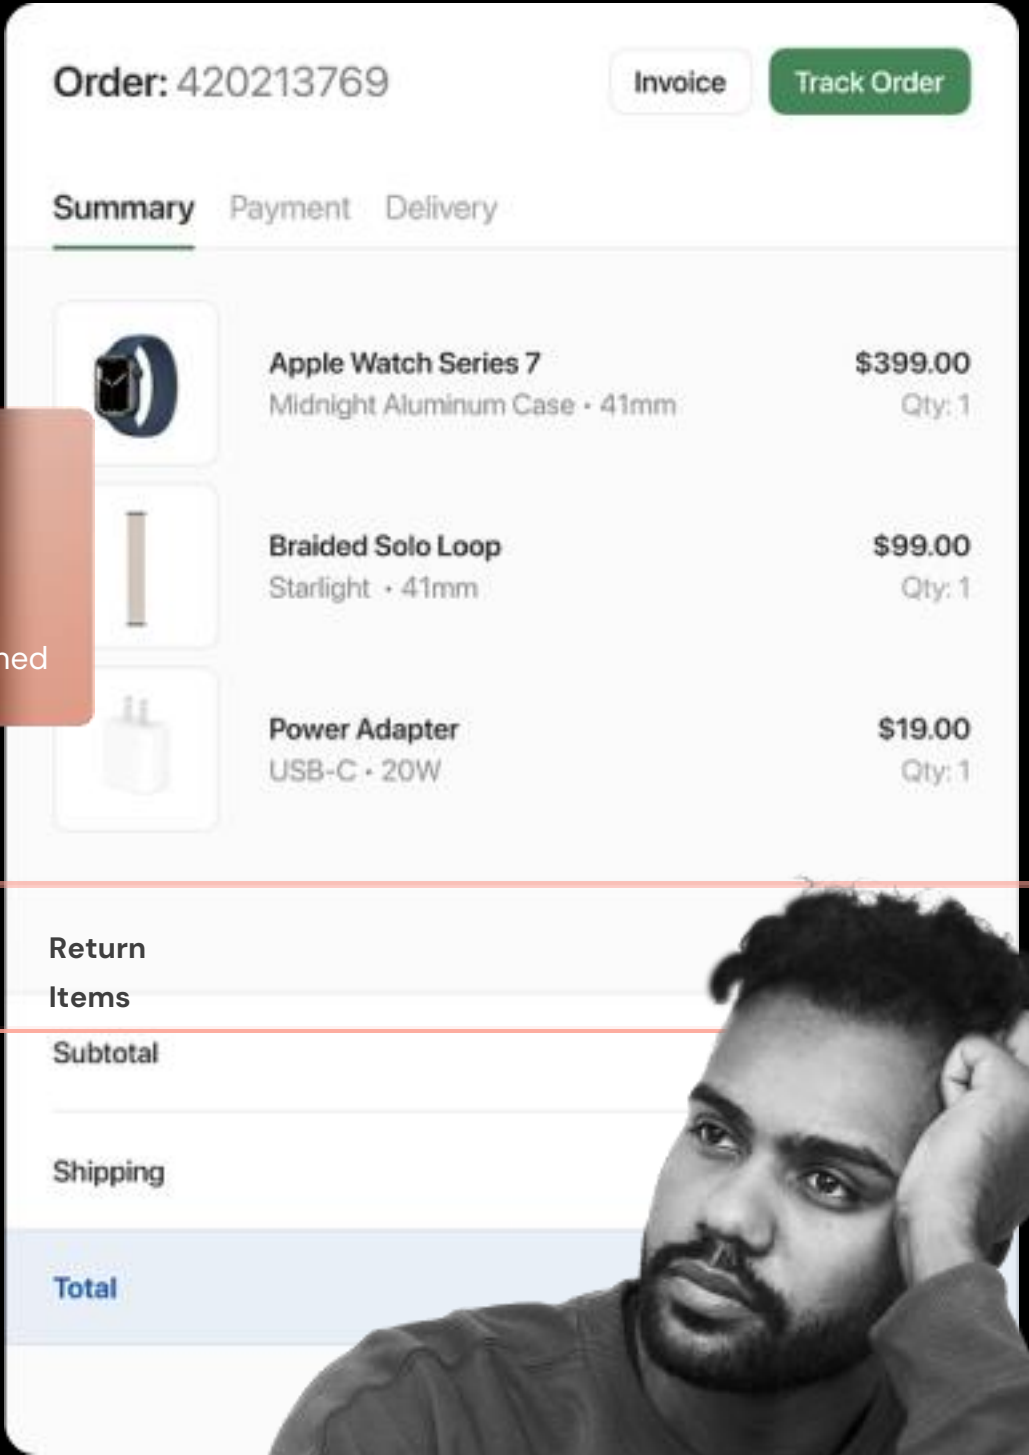 Order: 420213769
Invoice
Track Order
Summary
Payment
Delivery
Apple Watch Series 7
$399.00
Midnight Aluminum Case • 41mm
Qty: 1
Braided Solo Loop
$99.00
Starlight • 41mm
Qty: 1
Power Adapter
$19.00
USB-C • 20W
Qty: 1
Return
Items
Subtotal
Shipping
Total